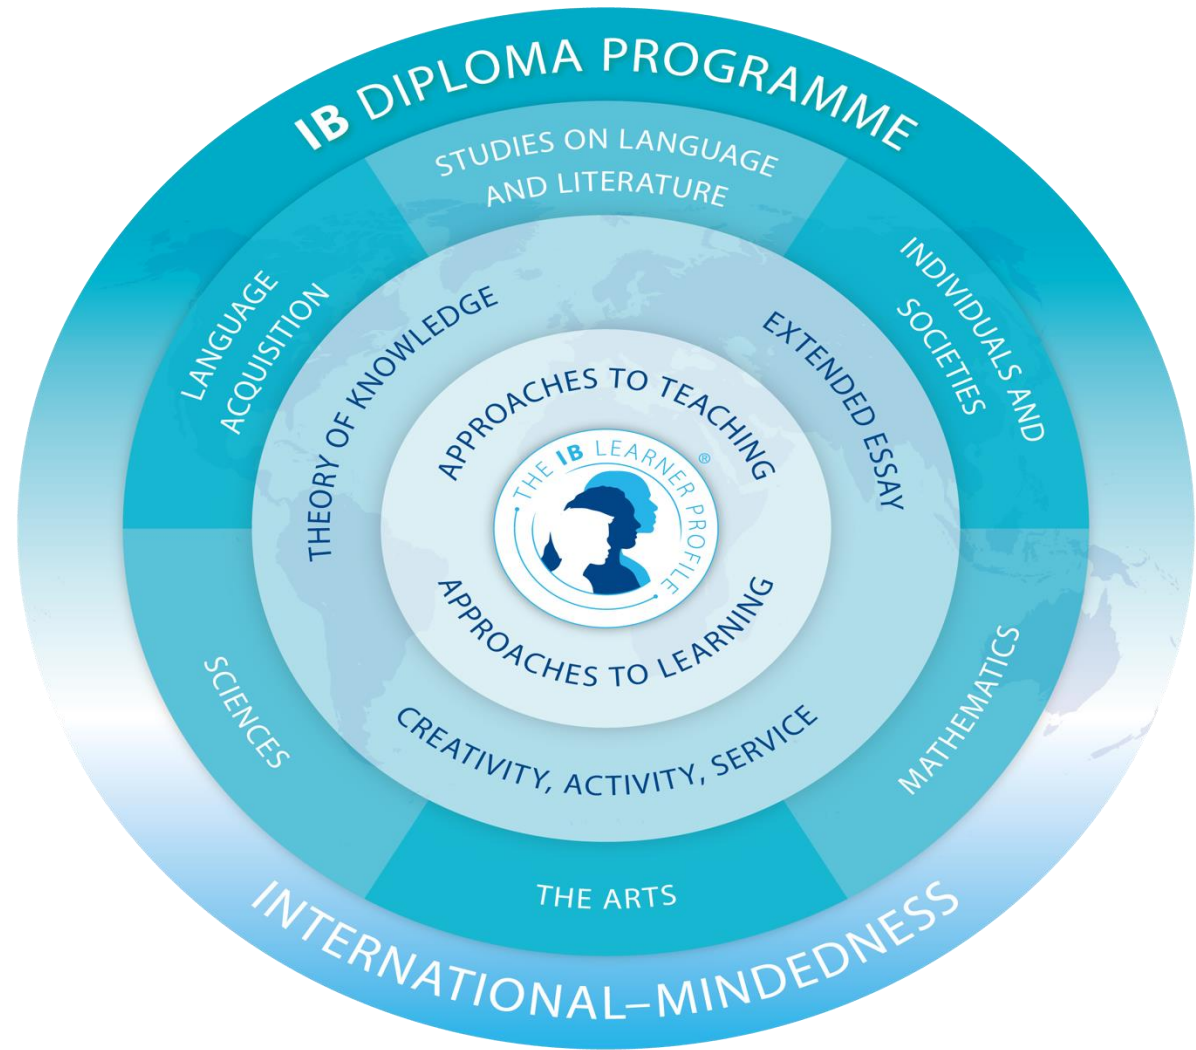 IB DIPLOMA PROGRAMME
STUDIES ON LANGUAGE
AND LITERATURE
LANGUAGE
ACQUISITION
INDIVIDUALS AND
SOCIETIES
THEORY OF KNOWLEDGE
EXTENDED ESSAY
APPROACHES TO TEACHING
THE IB LEARNER PROFILE
®
APPROACHES TO LEARNING
SCIENCES
MATHEMATICS
CREATIVITY, ACTIVITY, SERVICE
THE ARTS
INTERNATIONAL–MINDEDNESS